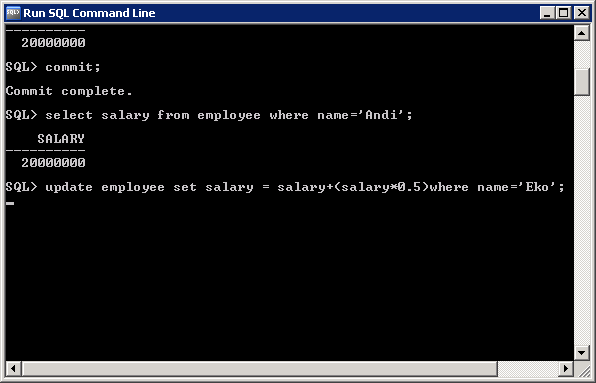 Run SQL Command Line
----------
20000000
SQL> commit;
Commit complete.
SQL> select salary from employee where name='Andi';
SALARY
----------
20000000
SQL> update employee set salary = salary+(salary*0.5)where name='Eko';